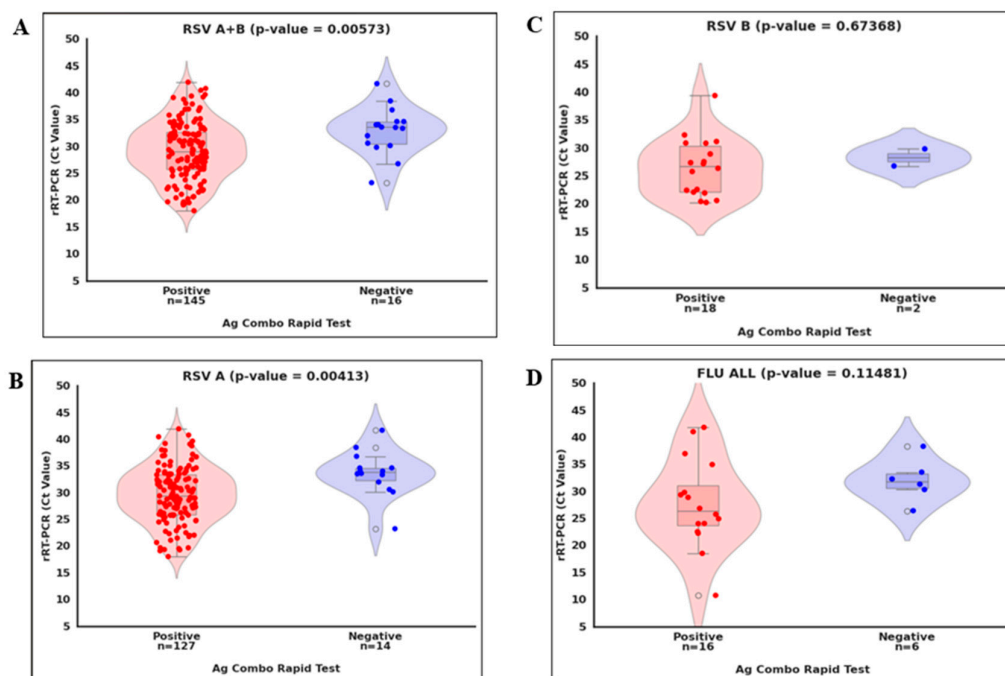 A
RSV A+B (p-value = 0.00573)
rRT-PCR (Ct Value)
50
45
40
35
30
25
20
15
10
5
Positive
n=145
Negative
n=16
Ag Combo Rapid Test
C
RSV B (p-value = 0.67368)
rRT-PCR (Ct Value)
50
45
40
35
30
25
20
15
10
5
Positive
n=18
Negative
n=2
Ag Combo Rapid Test
B
RSV A (p-value = 0.00413)
rRT-PCR (Ct Value)
50
45
40
35
30
25
20
15
10
5
Positive
n=127
Negative
n=14
Ag Combo Rapid Test
D
FLU ALL (p-value = 0.11481)
rRT-PCR (Ct Value)
50
45
40
35
30
25
20
15
10
5
Positive
n=16
Negative
n=6
Ag Combo Rapid Test